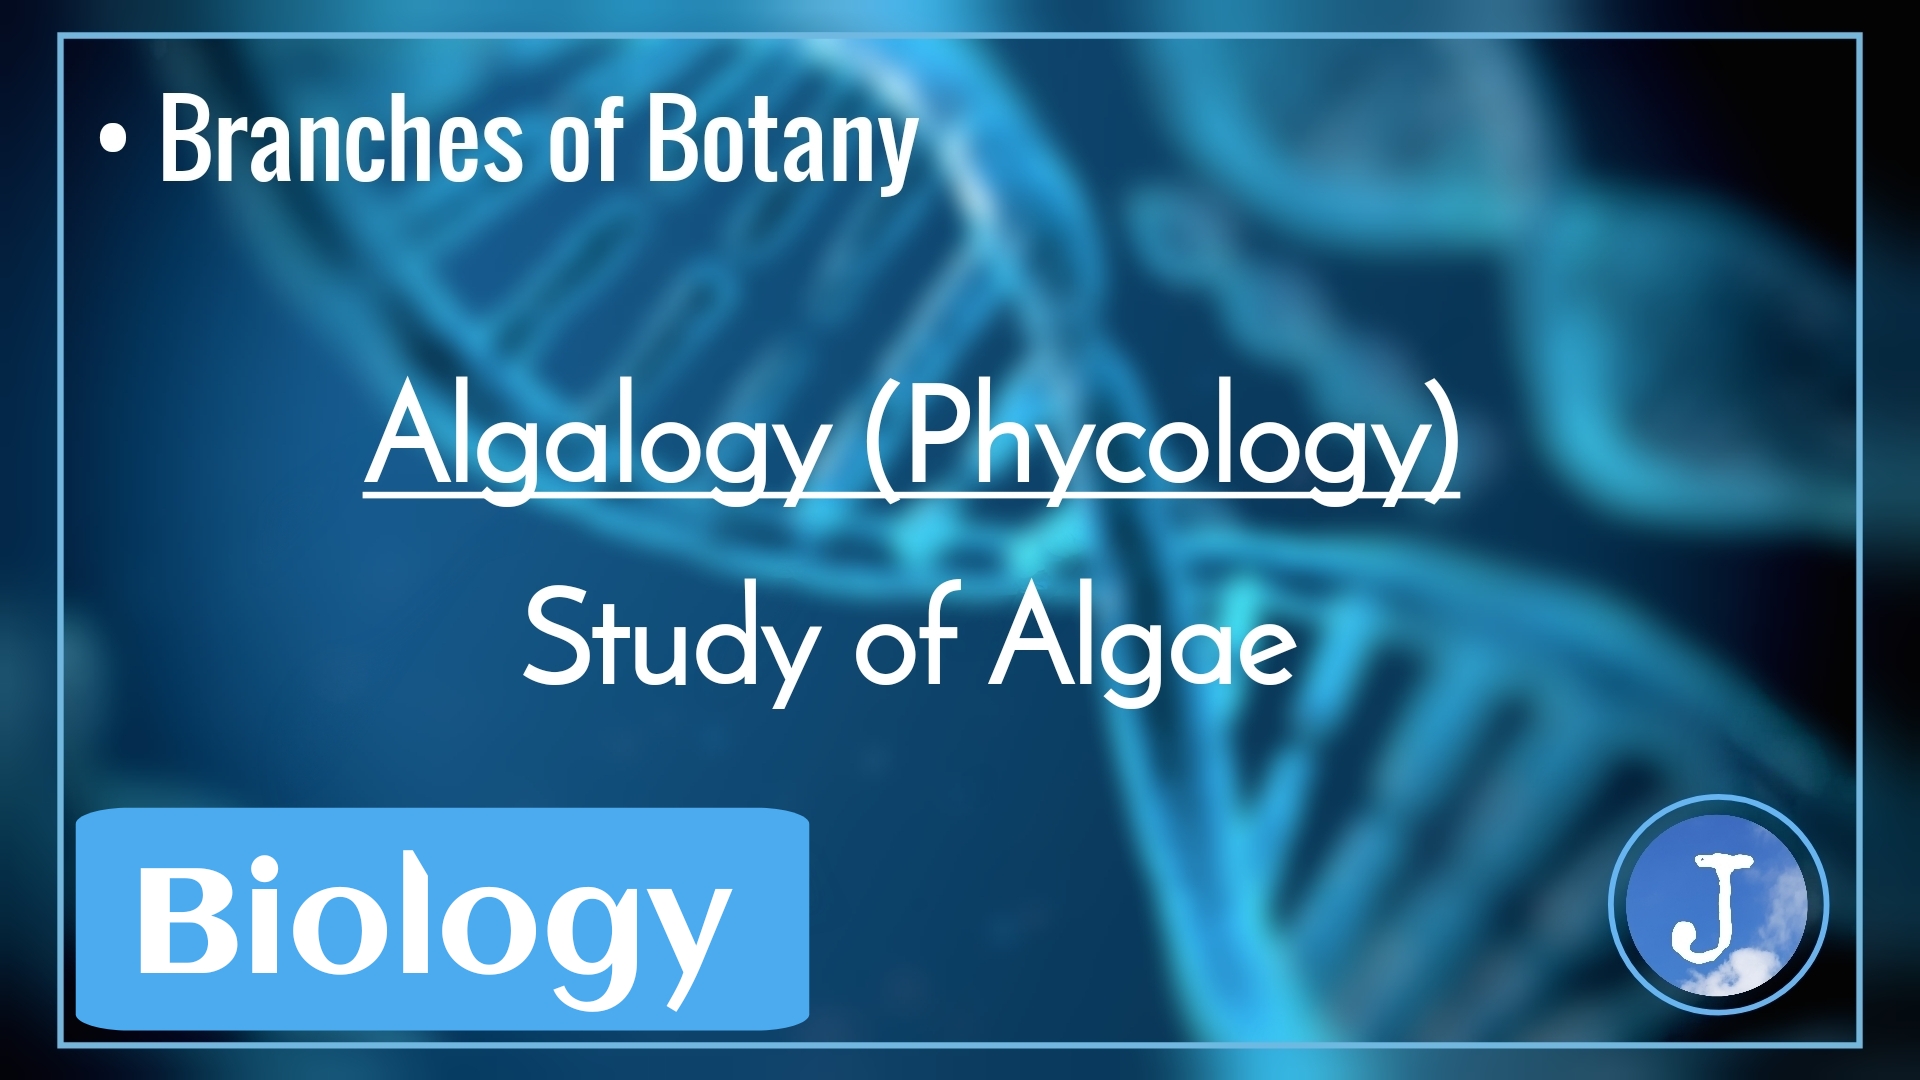 • Branches of Botany
Algalogy (Phycology)
Study of Algae
Biology
J